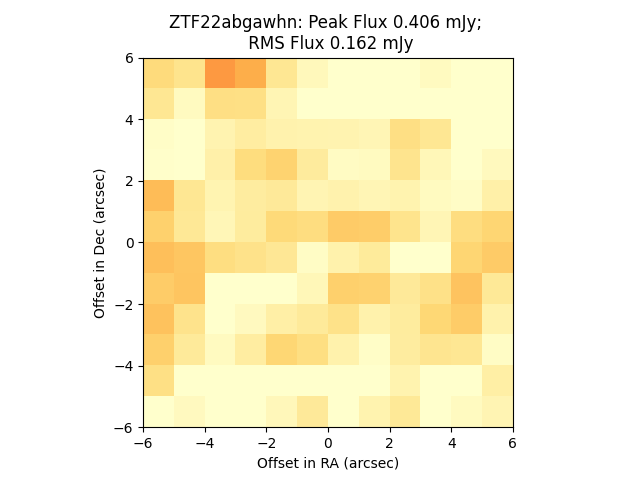 ZTF22abgawhn: Peak Flux 0.406 mJy;
RMS Flux 0.162 mJy
6
4
2
0
−2
−4
−6
Offset in Dec (arcsec)
−6 −4 −2 0 2 4 6
Offset in RA (arcsec)